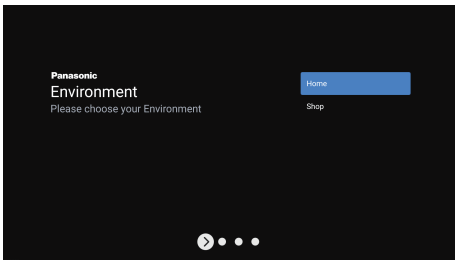 Panasonic
Environment
Please choose your Environment
Home
Shop